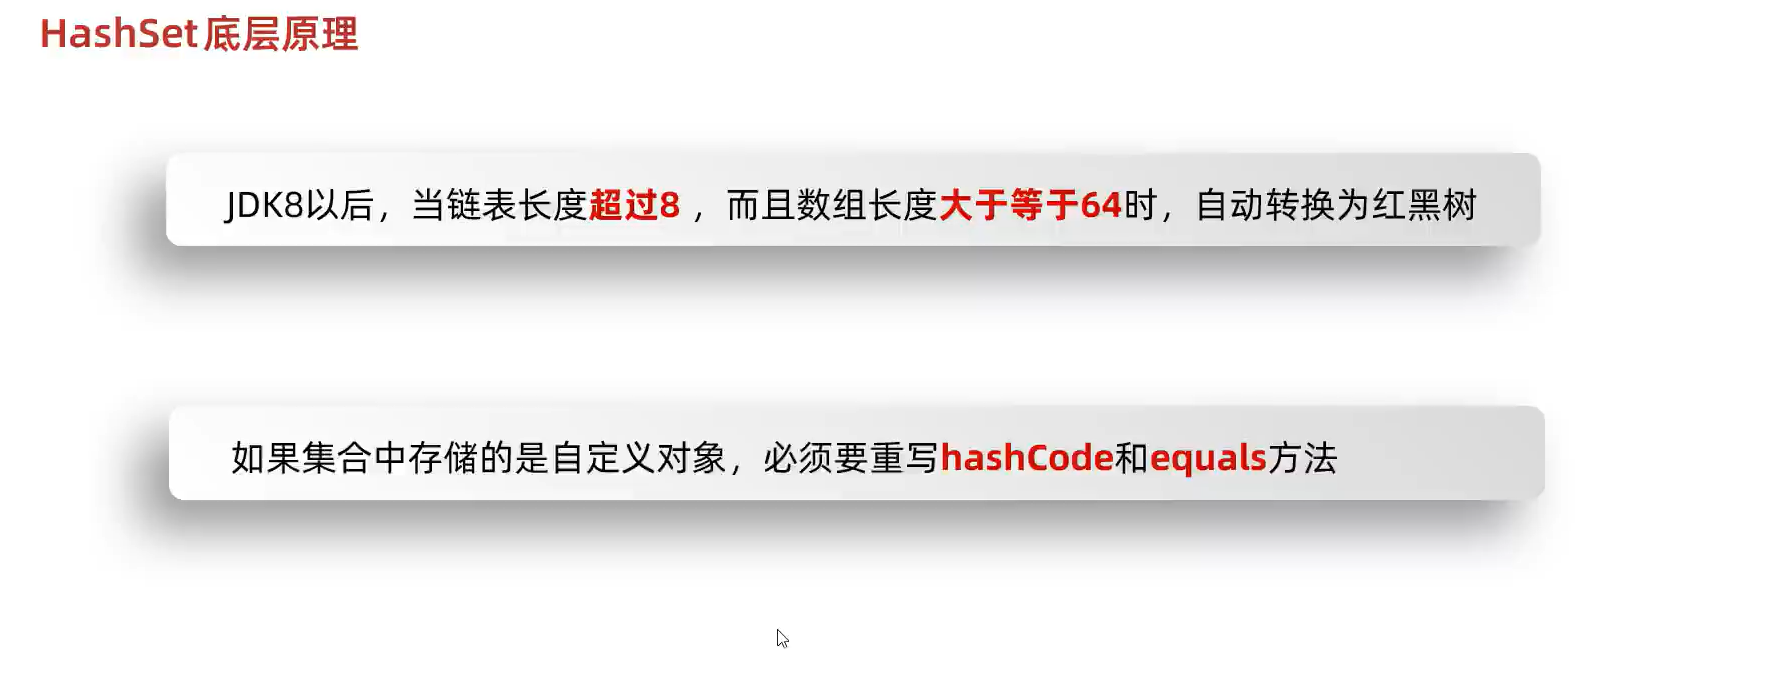 HashSet底层原理
JDK8以后，当链表长度超过8 ，而且数组长度大于等于64时，自动转换为红黑树
如果集合中存储的是自定义对象，必须要重写hashCode和equals方法